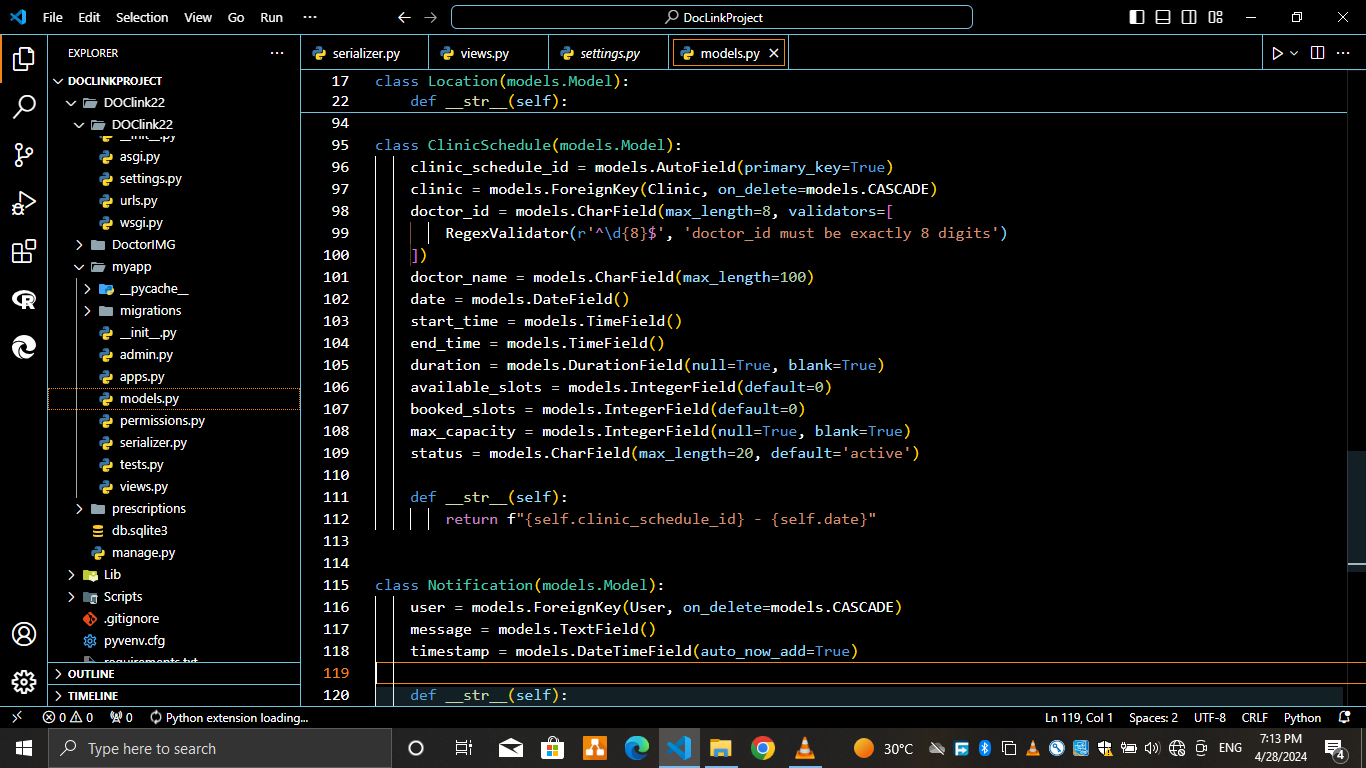 File Edit Selection View Go Run ···
DocLinkProject
EXPLORER ···
DOCLINKPROJECT
DOClink22
DOClink22
__init__.py
asgi.py
settings.py
urls.py
wsgi.py
DoctorIMG
myapp
__pycache__
migrations
__init__.py
admin.py
apps.py
models.py
permissions.py
serializer.py
tests.py
views.py
prescriptions
db.sqlite3
manage.py
Lib
Scripts
.gitignore
pyvenv.cfg
requirements.txt
OUTLINE
TIMELINE
serializer.py views.py settings.py models.py
17 class Location(models.Model):
22     def __str__(self):
94
95 class ClinicSchedule(models.Model):
96     clinic_schedule_id = models.AutoField(primary_key=True)
97     clinic = models.ForeignKey(Clinic, on_delete=models.CASCADE)
98     doctor_id = models.CharField(max_length=8, validators=[
99         RegexValidator(r'^\d{8}$', 'doctor_id must be exactly 8 digits')
100     ])
101     doctor_name = models.CharField(max_length=100)
102     date = models.DateField()
103     start_time = models.TimeField()
104     end_time = models.TimeField()
105     duration = models.DurationField(null=True, blank=True)
106     available_slots = models.IntegerField(default=0)
107     booked_slots = models.IntegerField(default=0)
108     max_capacity = models.IntegerField(null=True, blank=True)
109     status = models.CharField(max_length=20, default='active')
110
111     def __str__(self):
112         return f"{self.clinic_schedule_id} - {self.date}"
113
114
115 class Notification(models.Model):
116     user = models.ForeignKey(User, on_delete=models.CASCADE)
117     message = models.TextField()
118     timestamp = models.DateTimeField(auto_now_add=True)
119
120     def __str__(self):
0 0 0 Python extension loading... Ln 119, Col 1 Spaces: 2 UTF-8 CRLF Python
Type here to search 30°C ENG 7:13 PM
4/28/2024 4